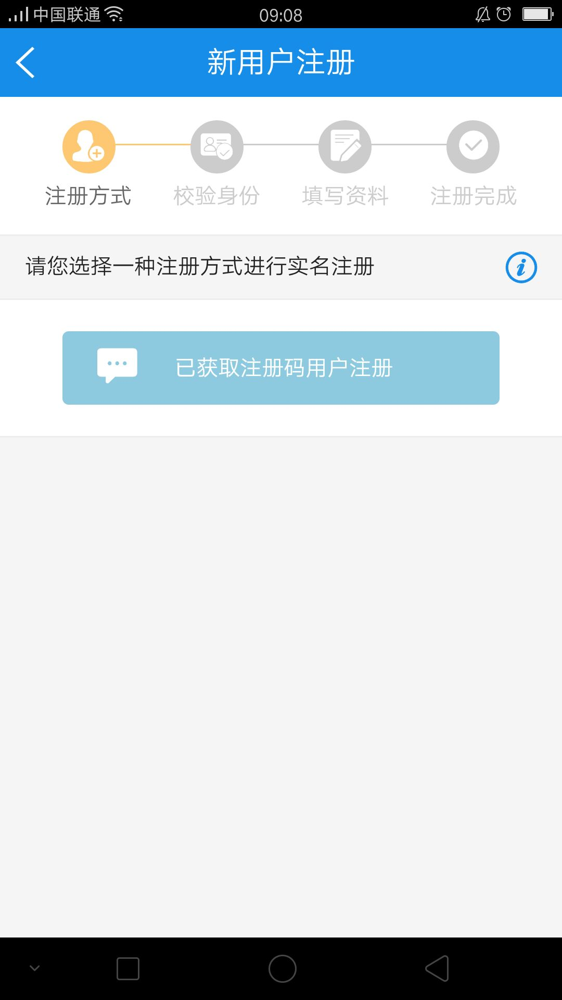 中国联通
09:08
新用户注册
注册方式
校验身份
填写资料
注册完成
请您选择一种注册方式进行实名注册
已获取注册码用户注册